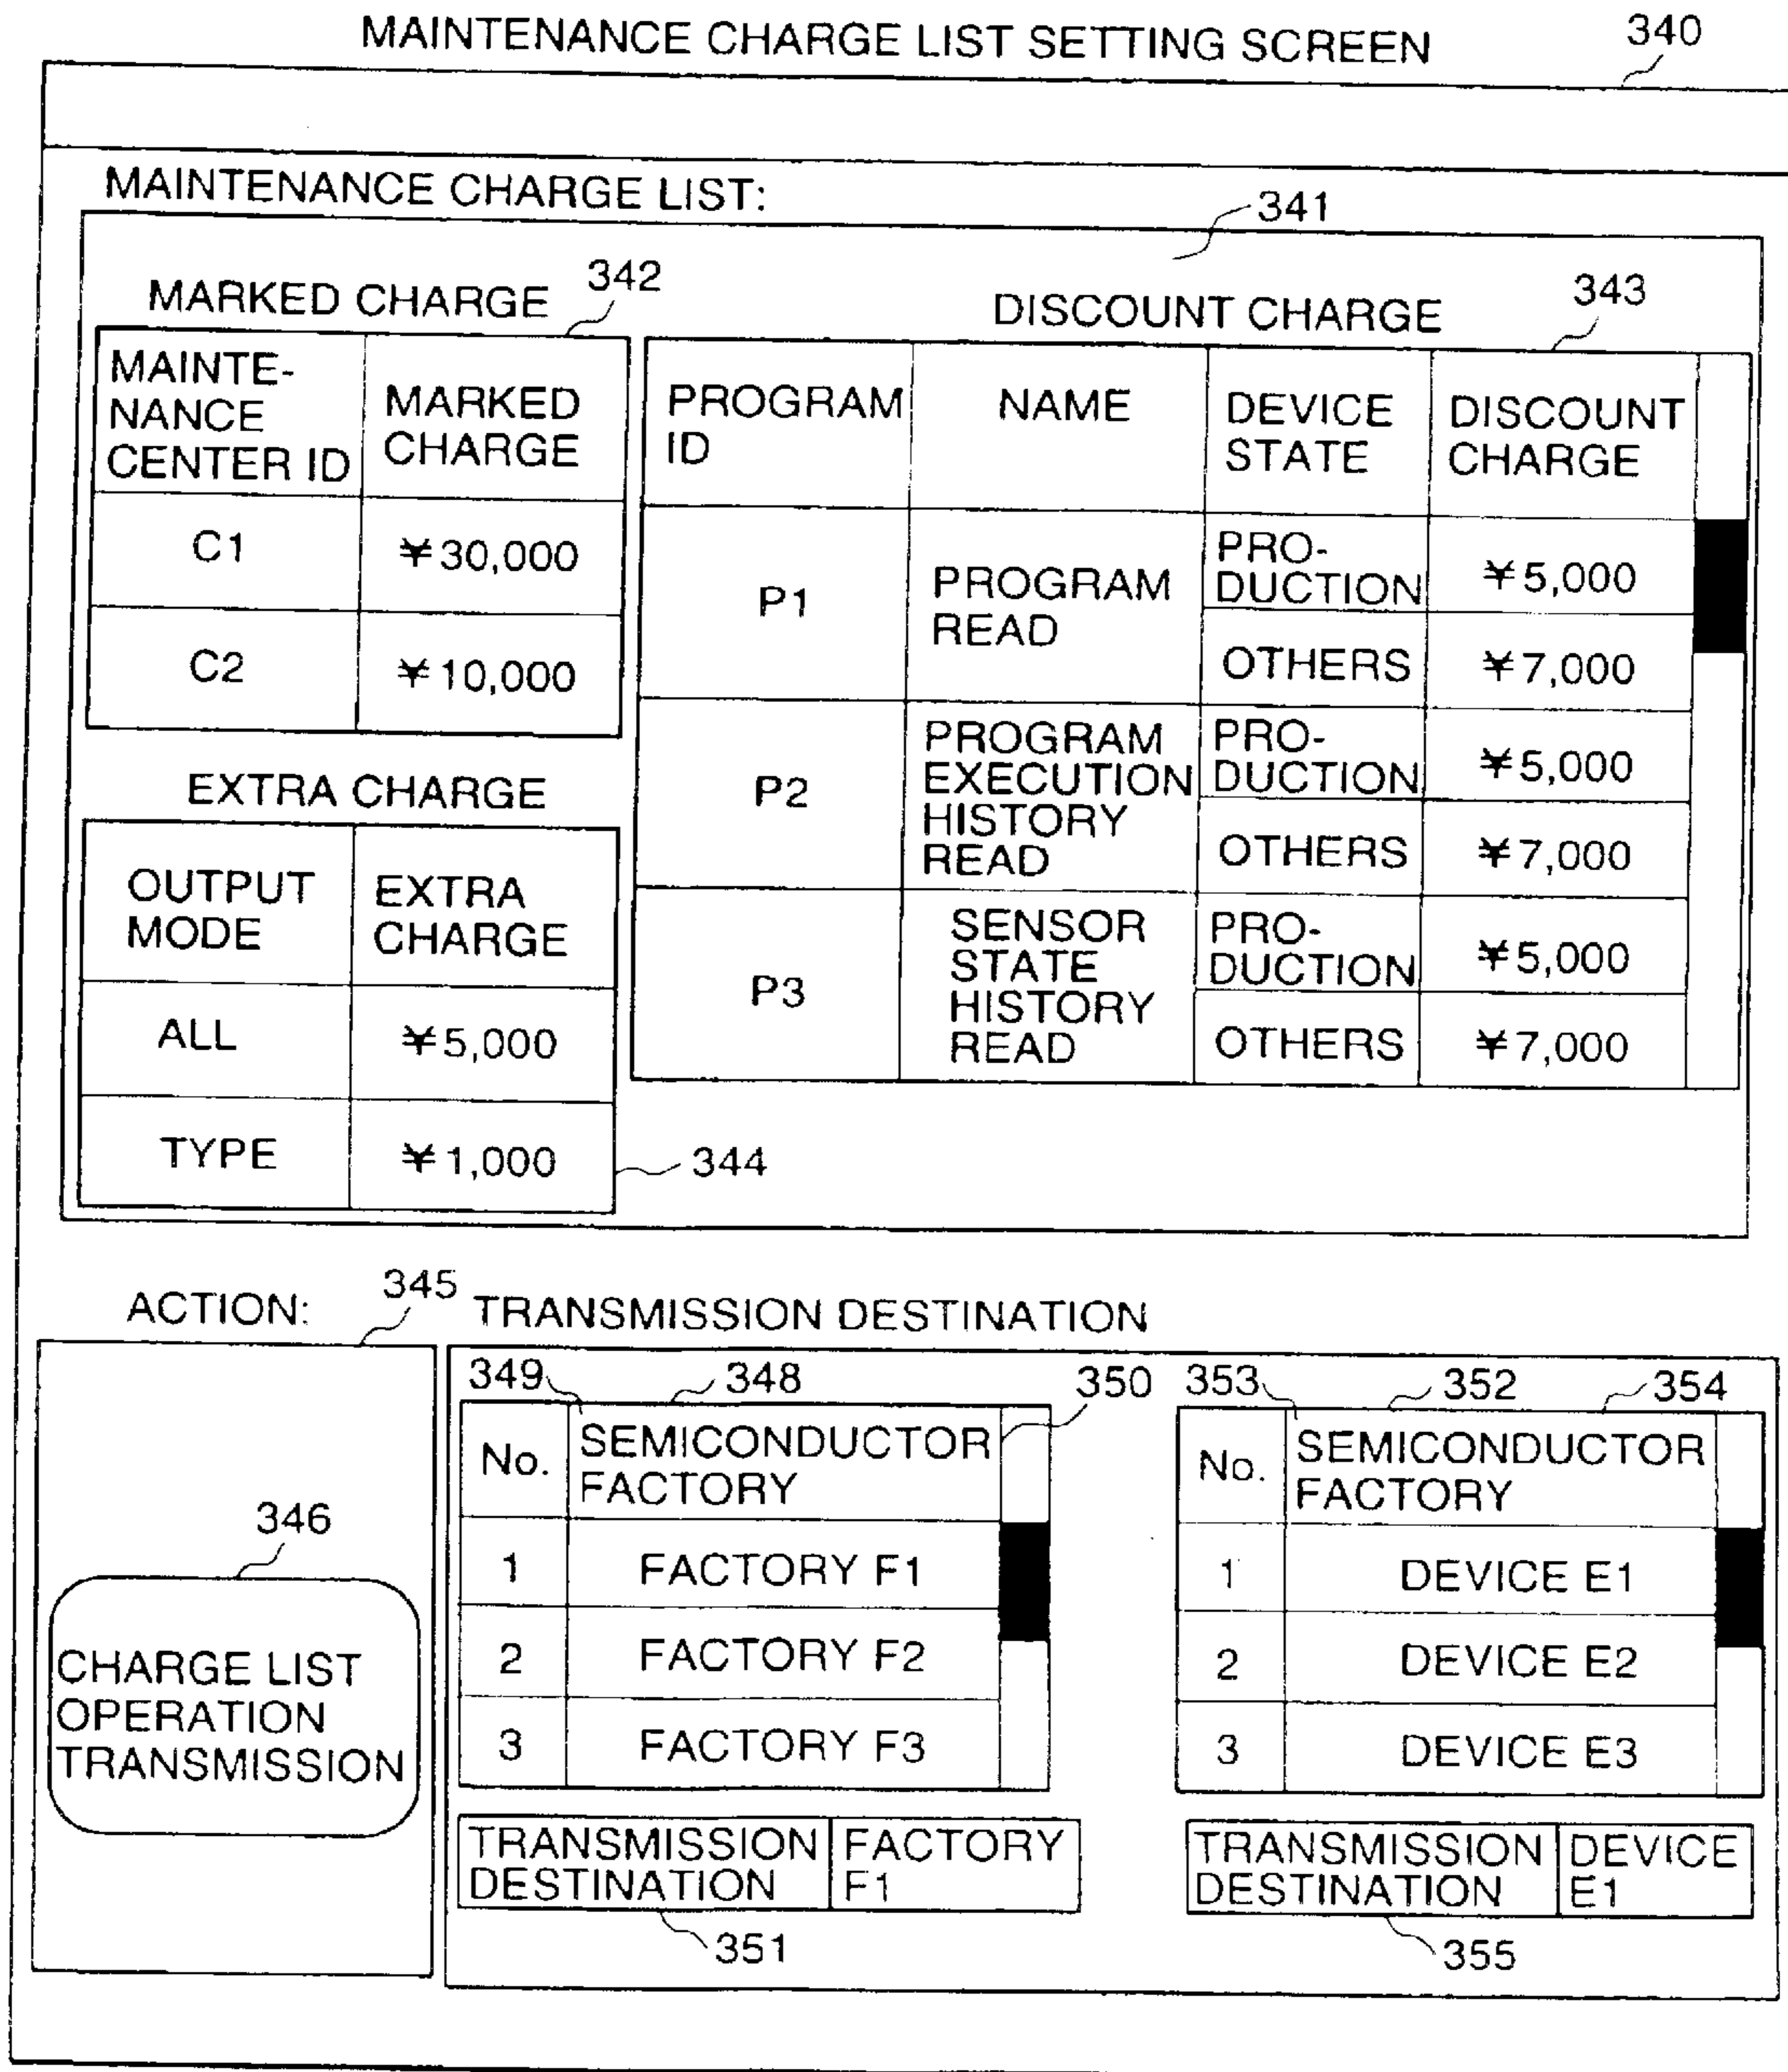 MAINTENANCE CHARGE LIST SETTING SCREEN
340
MAINTENANCE CHARGE LIST:
341
MARKED CHARGE
342
MAINTE-
NANCE
CENTER ID
MARKED
CHARGE
C1
¥30,000
C2
¥10,000
DISCOUNT CHARGE
343
PROGRAM
ID
NAME
DEVICE
STATE
DISCOUNT
CHARGE
P1
PROGRAM
READ
PRO-
DUCTION
¥5,000
OTHERS
¥7,000
P2
PROGRAM
EXECUTION
HISTORY
READ
PRO-
DUCTION
¥5,000
OTHERS
¥7,000
P3
SENSOR
STATE
HISTORY
READ
PRO-
DUCTION
¥5,000
OTHERS
¥7,000
EXTRA CHARGE
OUTPUT
MODE
EXTRA
CHARGE
ALL
¥5,000
TYPE
¥1,000
344
ACTION:
345
346
CHARGE LIST
OPERATION
TRANSMISSION
TRANSMISSION DESTINATION
349
348
350
No.
SEMICONDUCTOR
FACTORY
1
FACTORY F1
2
FACTORY F2
3
FACTORY F3
TRANSMISSION
DESTINATION
FACTORY
F1
351
353
352
354
No.
SEMICONDUCTOR
FACTORY
1
DEVICE E1
2
DEVICE E2
3
DEVICE E3
TRANSMISSION
DESTINATION
DEVICE
E1
355